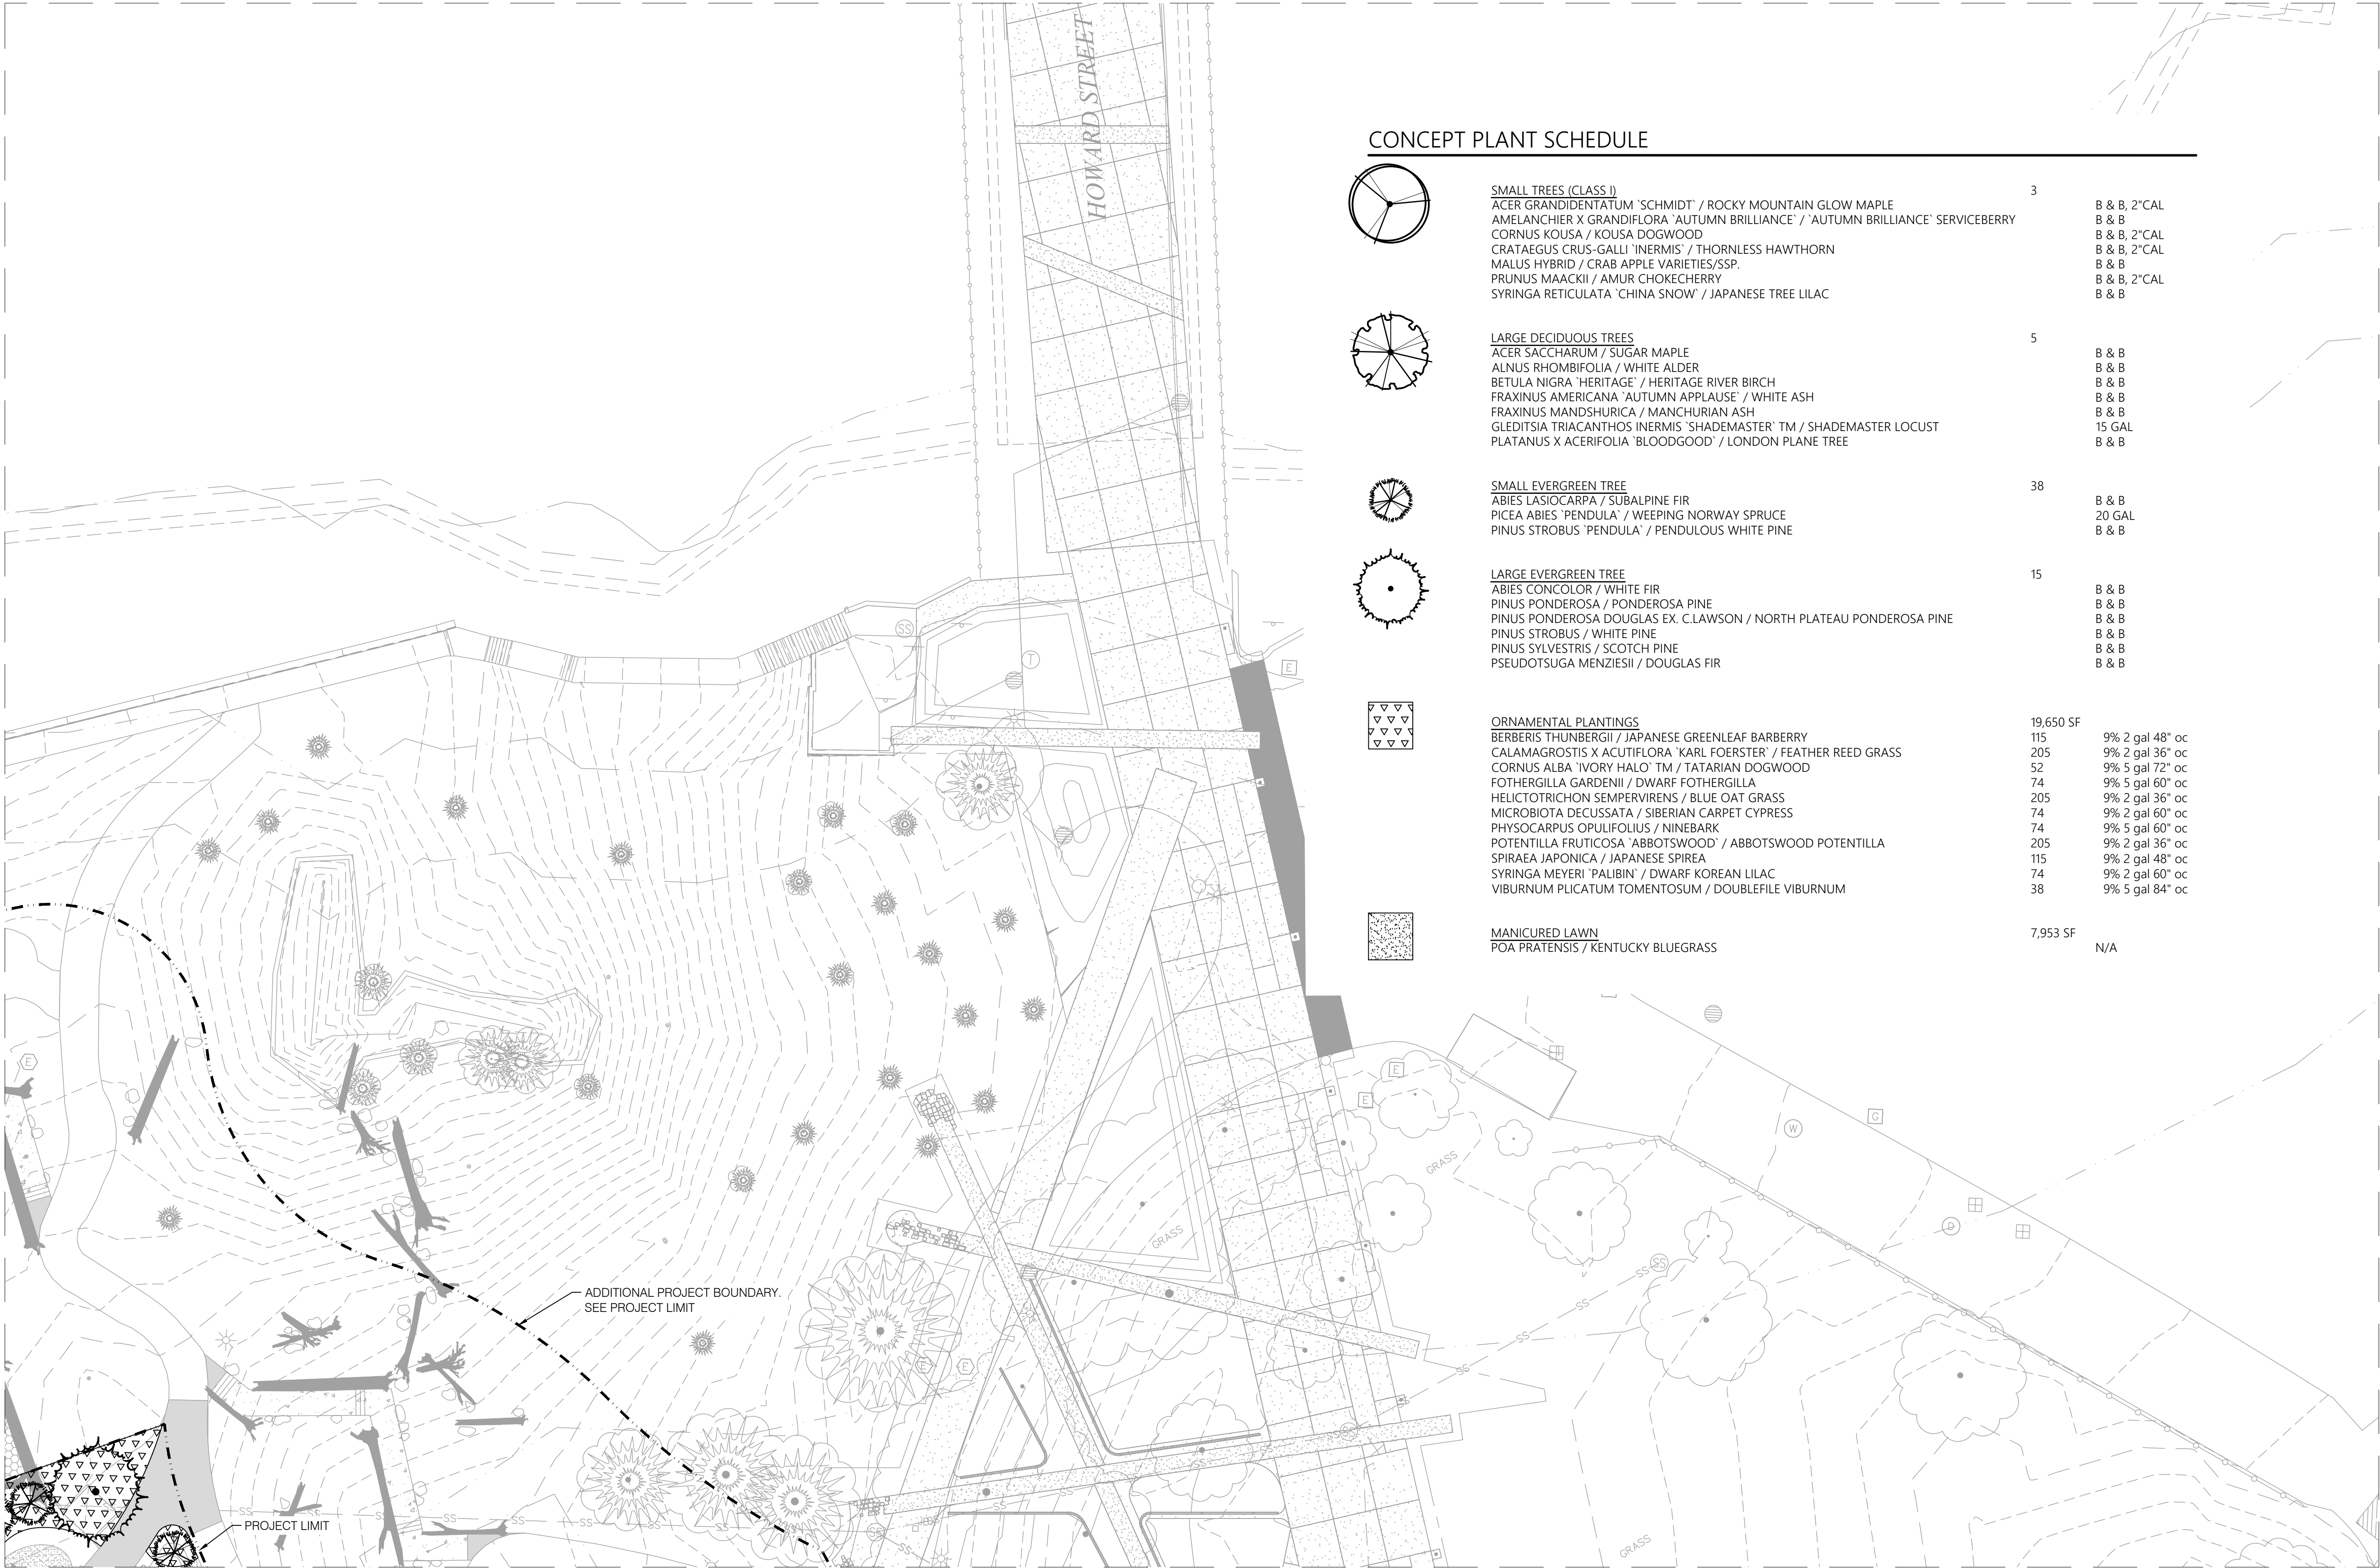 HOWARD STREET
CONCEPT PLANT SCHEDULE
SMALL TREES (CLASS I) 3
ACER GRANDIDENTATUM `SCHMIDT` / ROCKY MOUNTAIN GLOW MAPLE B & B, 2"CAL
AMELANCHIER X GRANDIFLORA `AUTUMN BRILLIANCE` / `AUTUMN BRILLIANCE` SERVICEBERRY B & B
CORNUS KOUSA / KOUSA DOGWOOD B & B, 2"CAL
CRATAEGUS CRUS-GALLI `INERMIS` / THORNLESS HAWTHORN B & B, 2"CAL
MALUS HYBRID / CRAB APPLE VARIETIES/SSP. B & B
PRUNUS MAACKII / AMUR CHOKECHERRY B & B, 2"CAL
SYRINGA RETICULATA `CHINA SNOW` / JAPANESE TREE LILAC B & B
LARGE DECIDUOUS TREES 5
ACER SACCHARUM / SUGAR MAPLE B & B
ALNUS RHOMBIFOLIA / WHITE ALDER B & B
BETULA NIGRA `HERITAGE` / HERITAGE RIVER BIRCH B & B
FRAXINUS AMERICANA `AUTUMN APPLAUSE` / WHITE ASH B & B
FRAXINUS MANDSHURICA / MANCHURIAN ASH B & B
GLEDITSIA TRIACANTHOS INERMIS `SHADEMASTER` TM / SHADEMASTER LOCUST 15 GAL
PLATANUS X ACERIFOLIA `BLOODGOOD` / LONDON PLANE TREE B & B
SMALL EVERGREEN TREE 38
ABIES LASIOCARPA / SUBALPINE FIR B & B
PICEA ABIES `PENDULA` / WEEPING NORWAY SPRUCE 20 GAL
PINUS STROBUS `PENDULA` / PENDULOUS WHITE PINE B & B
LARGE EVERGREEN TREE 15
ABIES CONCOLOR / WHITE FIR B & B
PINUS PONDEROSA / PONDEROSA PINE B & B
PINUS PONDEROSA DOUGLAS EX. C.LAWSON / NORTH PLATEAU PONDEROSA PINE B & B
PINUS STROBUS / WHITE PINE B & B
PINUS SYLVESTRIS / SCOTCH PINE B & B
PSEUDOTSUGA MENZIESII / DOUGLAS FIR B & B
ORNAMENTAL PLANTINGS 19,650 SF
BERBERIS THUNBERGII / JAPANESE GREENLEAF BARBERRY 115 9% 2 gal 48" oc
CALAMAGROSTIS X ACUTIFLORA `KARL FOERSTER` / FEATHER REED GRASS 205 9% 2 gal 36" oc
CORNUS ALBA `IVORY HALO` TM / TATARIAN DOGWOOD 52 9% 5 gal 72" oc
FOTHERGILLA GARDENII / DWARF FOTHERGILLA 74 9% 5 gal 60" oc
HELICTOTRICHON SEMPERVIRENS / BLUE OAT GRASS 205 9% 2 gal 36" oc
MICROBIOTA DECUSSATA / SIBERIAN CARPET CYPRESS 74 9% 2 gal 60" oc
PHYSOCARPUS OPULIFOLIUS / NINEBARK 74 9% 5 gal 60" oc
POTENTILLA FRUTICOSA `ABBOTSWOOD` / ABBOTSWOOD POTENTILLA 205 9% 2 gal 36" oc
SPIRAEA JAPONICA / JAPANESE SPIREA 115 9% 2 gal 48" oc
SYRINGA MEYERI `PALIBIN` / DWARF KOREAN LILAC 74 9% 2 gal 60" oc
VIBURNUM PLICATUM TOMENTOSUM / DOUBLEFILE VIBURNUM 38 9% 5 gal 84" oc
MANICURED LAWN 7,953 SF
POA PRATENSIS / KENTUCKY BLUEGRASS N/A
SS
T
E
E
E
E
G
W
D
GRASS
GRASS
SS
SS
SS
SS
SS
ADDITIONAL PROJECT BOUNDARY.
SEE PROJECT LIMIT
E
E
PROJECT LIMIT
SS
SS
SS
SS
SS
SS
SS
SS
GRASS